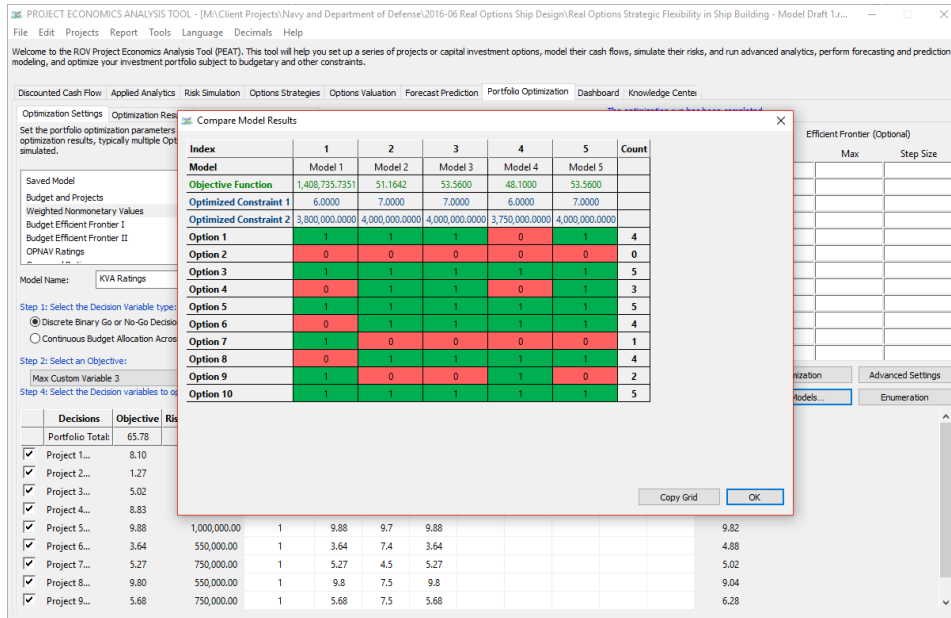 PROJECT ECONOMICS ANALYSIS TOOL - [M:\Client Projects\Navy and Department of Defense\2016-06 Real Options Ship Design\Real Options Strategic Flexibility in Ship Building - Model Draft 1.r...
File Edit Projects Report Tools Language Decimals Help
Welcome to the ROV Project Economics Analysis Tool (PEAT). This tool will help you set up a series of projects or capital investment options, model their cash flows, simulate their risks, and run advanced analytics, perform forecasting and prediction
modeling, and optimize your investment portfolio subject to budgetary and other constraints.
Discounted Cash Flow Applied Analytics Risk Simulation Options Strategies Options Valuation Forecast Prediction Portfolio Optimization Dashboard Knowledge Center
Optimization Settings Optimization Resu
Set the portfolio optimization parameters
optimization results, typically multiple Opt
simulated.
Saved Model
Budget and Projects
Weighted Nonmonetary Values
Budget Efficient Frontier I
Budget Efficient Frontier II
OPNAV Ratings
Model Name: KVA Ratings
Step 1: Select the Decision Variable type:
Discrete Binary Go or No-Go Decisio
Continuous Budget Allocation Acros
Step 2: Select an Objective:
Max Custom Variable 3
Step 4: Select the Decision variables to op
Compare Model Results
Index 1 2 3 4 5 Count
Model Model 1 Model 2 Model 3 Model 4 Model 5
Objective Function 1,408,735.7351 51.1642 53.5600 48.1000 53.5600
Optimized Constraint 1 6.0000 7.0000 7.0000 6.0000 7.0000
Optimized Constraint 2 3,800,000.0000 4,000,000.0000 4,000,000.0000 3,750,000.0000 4,000,000.0000
Option 1 1 1 1 0 1 4
Option 2 0 0 0 0 0 0
Option 3 1 1 1 1 1 5
Option 4 0 1 1 0 1 3
Option 5 1 1 1 1 1 5
Option 6 0 1 1 1 1 4
Option 7 1 0 0 0 0 1
Option 8 0 1 1 1 1 4
Option 9 1 0 0 1 0 2
Option 10 1 1 1 1 1 5
Copy Grid OK
Efficient Frontier (Optional)
Max Step Size
nization Advanced Settings
Models... Enumeration
Decisions Objective Ris
Portfolio Total: 65.78
Project 1... 8.10
Project 2... 1.27
Project 3... 5.02
Project 4... 8.83
Project 5... 9.88 1,000,000.00 1 9.88 9.7 9.88 9.82
Project 6... 3.64 550,000.00 1 3.64 7.4 3.64 4.88
Project 7... 5.27 750,000.00 1 5.27 4.5 5.27 5.02
Project 8... 9.80 550,000.00 1 9.8 7.5 9.8 9.04
Project 9... 5.68 750,000.00 1 5.68 7.5 5.68 6.28